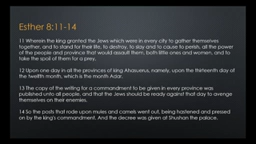 Esther 8:11-14
11 Wherein the king granted the Jews which were in every city to gather themselves
together, and to stand for their life, to destroy, to slay and to cause to perish, all the power
of the people and province that would assault them, both little ones and women, and to
take the spoil of them for a prey,
12 Upon one day in all the provinces of king Ahasuerus, namely, upon the thirteenth day of
the twelfth month, which is the month Adar.
13 The copy of the writing for a commandment to be given in every province was
published unto all people, and that the Jews should be ready against that day to avenge
themselves on their enemies.
14 So the posts that rode upon mules and camels went out, being hastened and pressed
on by the king's commandment. And the decree was given at Shushan the palace.